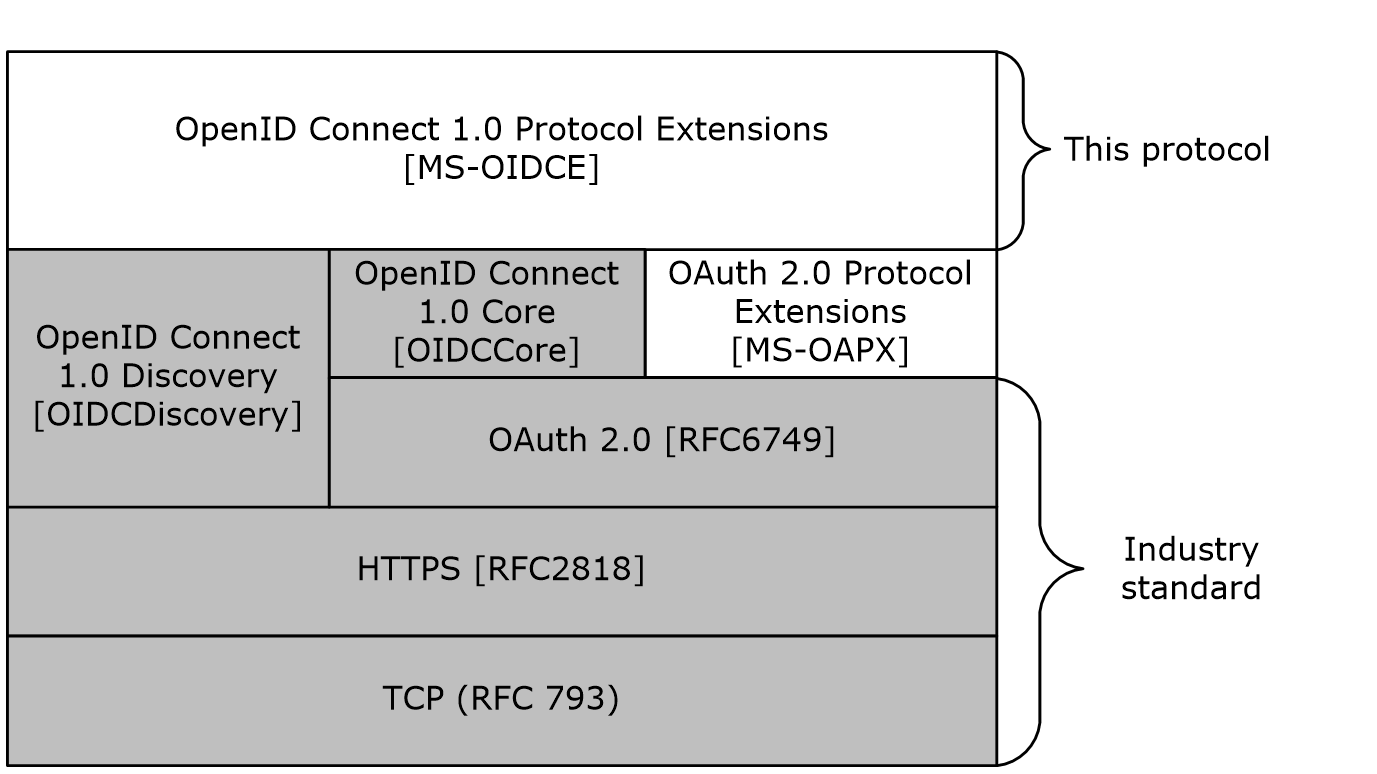 OpenID Connect 1.0 Protocol Extensions
[MS-OIDCE]
This protocol
OpenID Connect
1.0 Discovery
[OIDCDiscovery]
OpenID Connect
1.0 Core
[OIDCCore]
OAuth 2.0 Protocol
Extensions
[MS-OAPX]
OAuth 2.0 [RFC6749]
HTTPS [RFC2818]
TCP (RFC 793)
Industry
standard